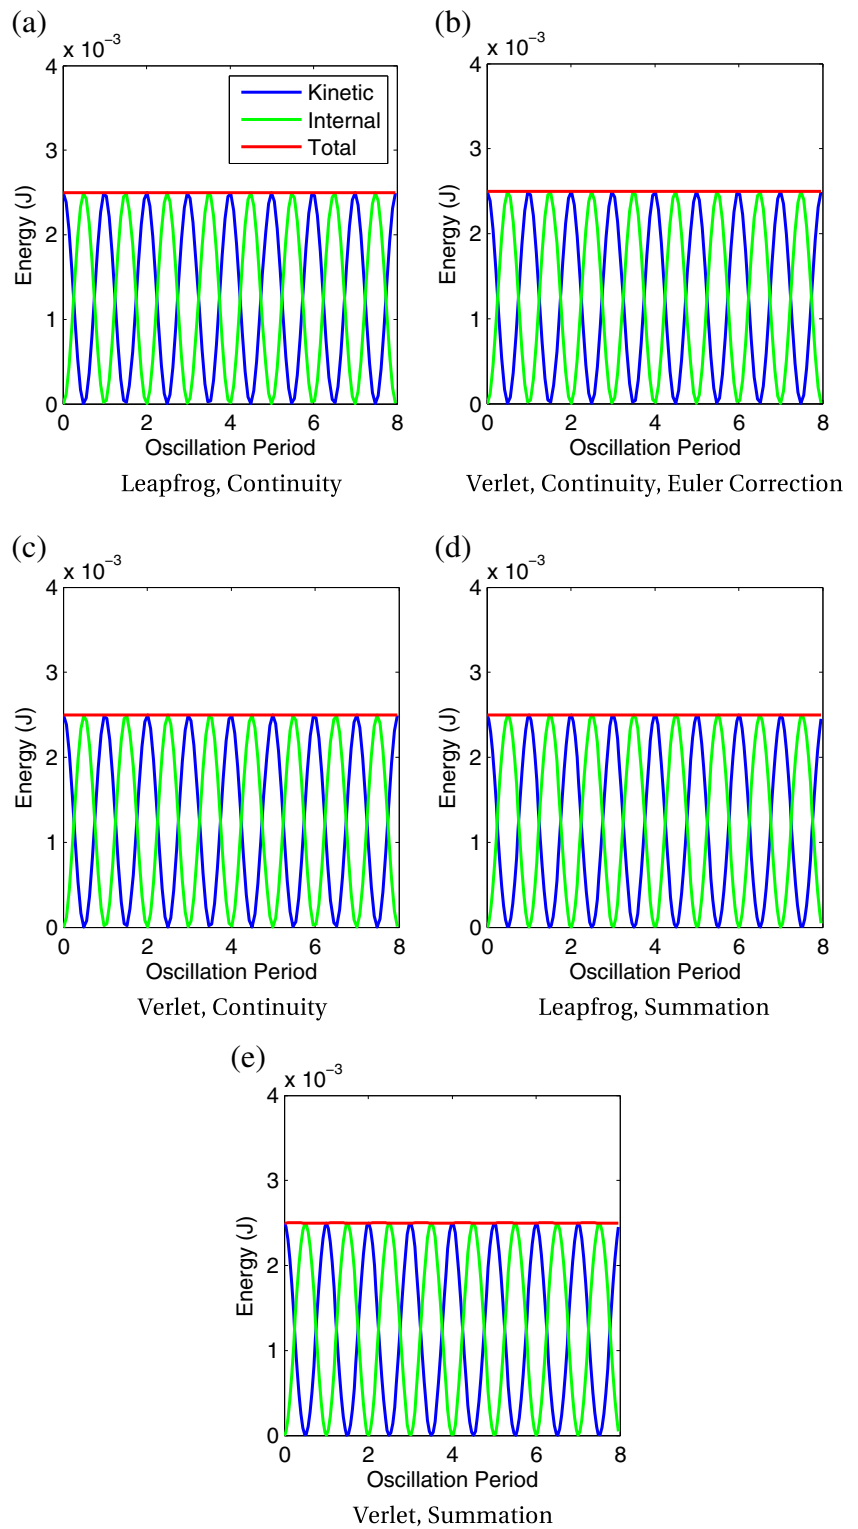 (a)
x 10⁻³
4
3
2
1
0
Energy (J)
Kinetic
Internal
Total
0 2 4 6 8
Oscillation Period
Leapfrog, Continuity
(b)
x 10⁻³
4
3
2
1
0
Energy (J)
0 2 4 6 8
Oscillation Period
Verlet, Continuity, Euler Correction
(c)
x 10⁻³
4
3
2
1
0
Energy (J)
0 2 4 6 8
Oscillation Period
Verlet, Continuity
(d)
x 10⁻³
4
3
2
1
0
Energy (J)
0 2 4 6 8
Oscillation Period
Leapfrog, Summation
(e)
x 10⁻³
4
3
2
1
0
Energy (J)
0 2 4 6 8
Oscillation Period
Verlet, Summation